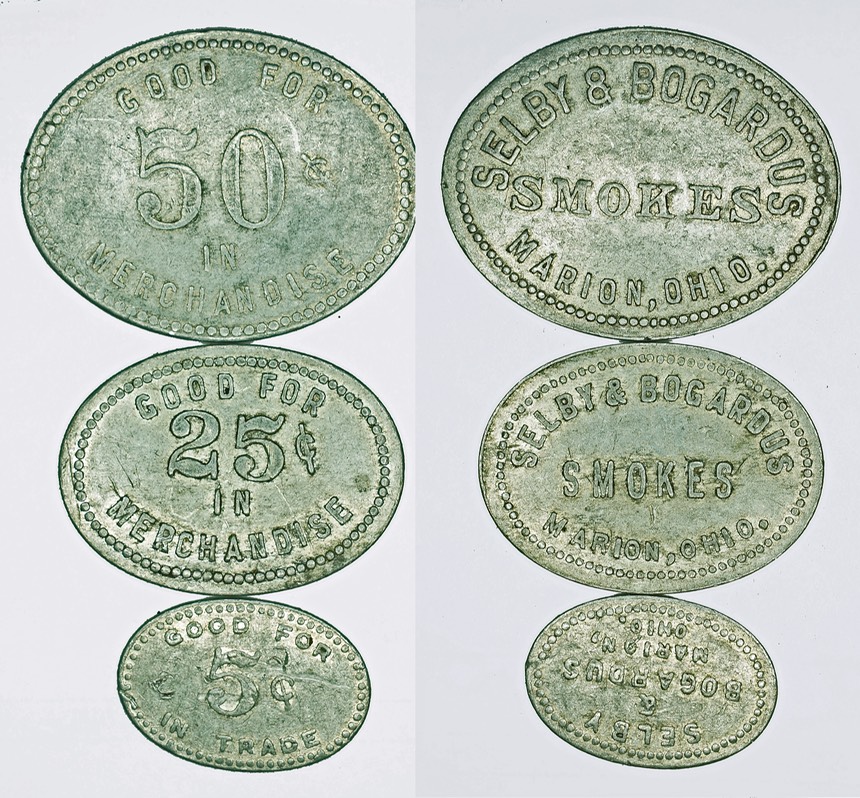 GOOD FOR
50¢
IN
MERCHANDISE
SELBY & BOGARDUS
SMOKES
MARION, OHIO.
GOOD FOR
25¢
IN
MERCHANDISE
SELBY & BOGARDUS
SMOKES
MARION, OHIO.
GOOD FOR
5¢
IN TRADE
SELBY
&
BOGARDUS
MARION,
OHIO.